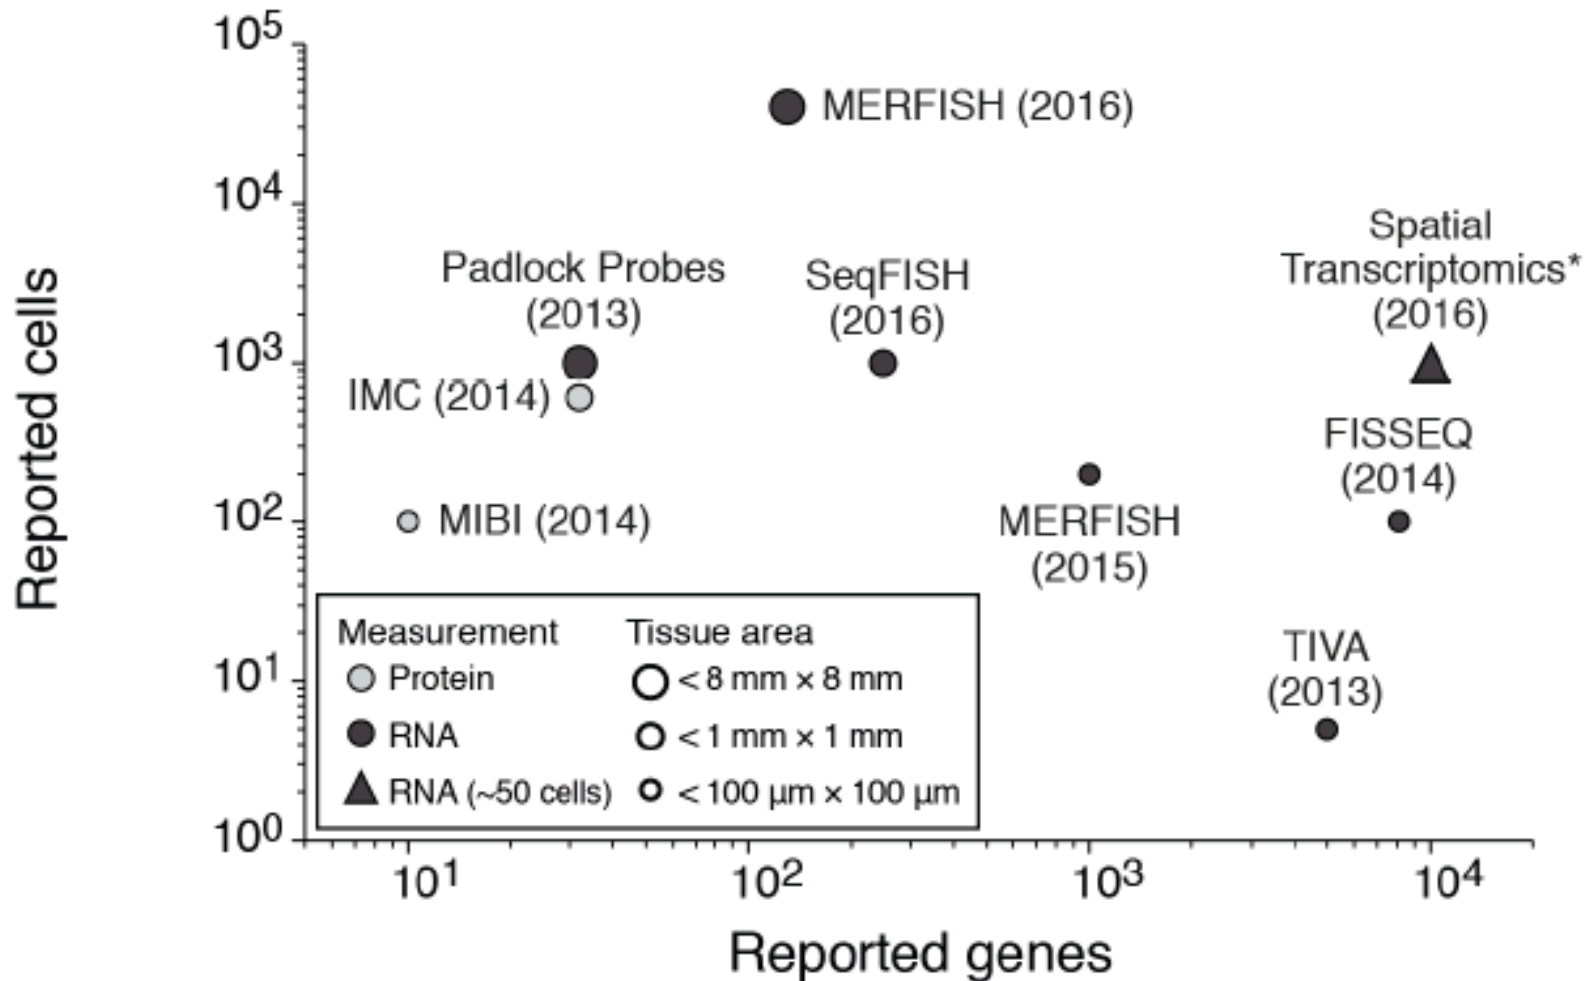 10⁵
MERFISH (2016)
10⁴
Spatial
Transcriptomics*
(2016)
Padlock Probes
(2013)
SeqFISH
(2016)
10³
IMC (2014)
FISSEQ
(2014)
10²
MIBI (2014)
MERFISH
(2015)
Measurement
Protein
RNA
RNA (~50 cells)
Tissue area
< 8 mm × 8 mm
< 1 mm × 1 mm
< 100 µm × 100 µm
TIVA
(2013)
10¹
10⁰
10¹ 10² 10³ 10⁴
Reported genes
Reported cells